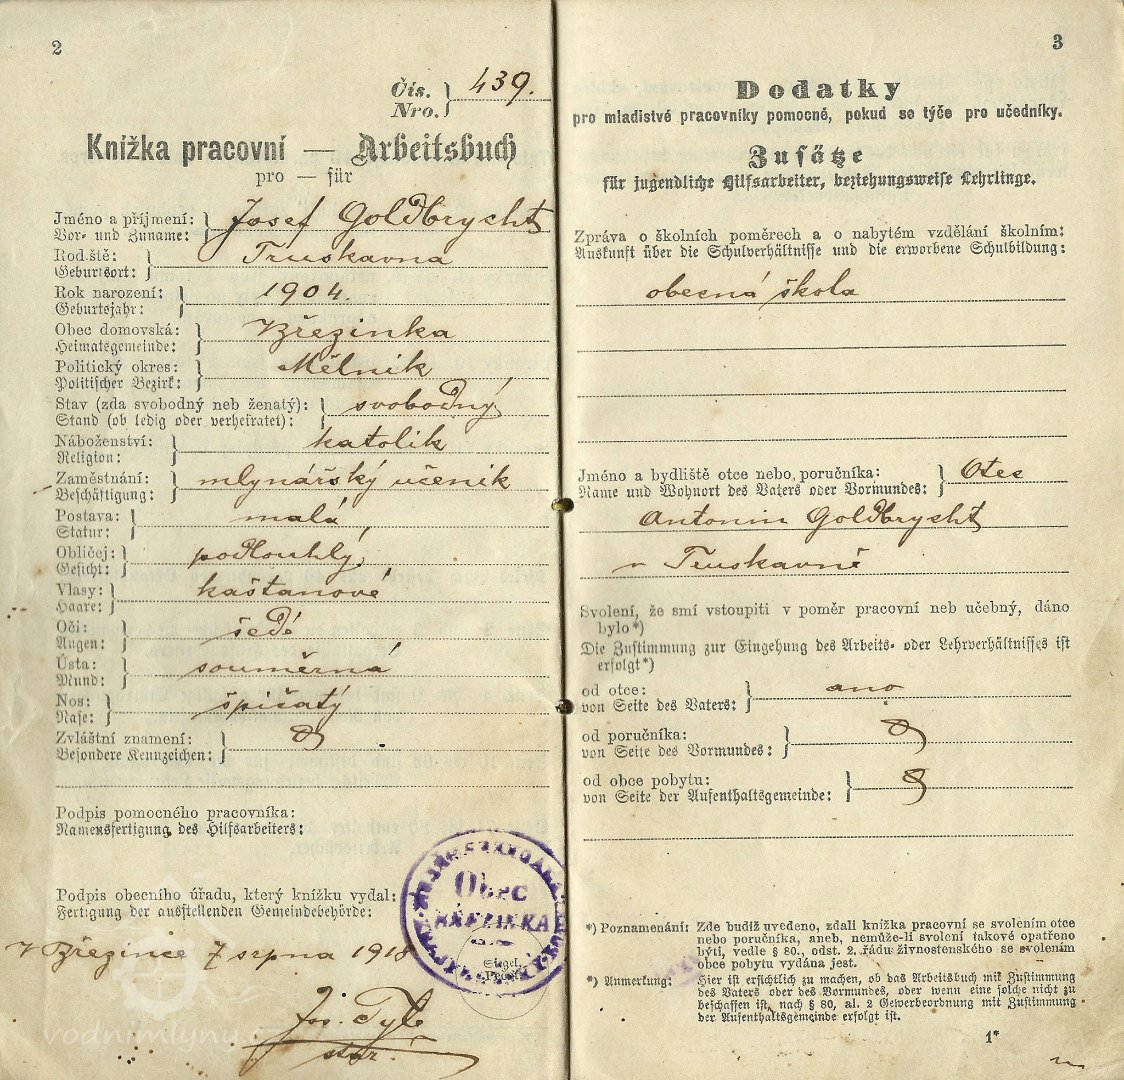 2
Čís.
Nro.
439.
Knížka pracovní — Arbeitsbuch
pro — für
Jméno a příjmení:
Vor- und Zuname:
Josef Goldbrycht
Rodiště:
Geburtsort:
Truskavna
Rok narození:
Geburtsjahr:
1904.
Obec domovská:
Heimatsgemeinde:
Březinka
Politický okres:
Politischer Bezirk:
Mělník
Stav (zda svobodný neb ženatý):
Stand (ob ledig oder verheiratet):
svobodný
Náboženství:
Religion:
katolik
Zaměstnání:
Beschäftigung:
mlynářský učeník
Postava:
Statur:
malá
Obličej:
Gesicht:
podlouhlý
Vlasy:
Haare:
kaštanové
Oči:
Augen:
šedé
Ústa:
Mund:
souměrná
Nos:
Nase:
špičatý
Zvláštní znamení:
Besondere Kennzeichen:
Podpis pomocného pracovníka:
Namensfertigung des Hilfsarbeiters:
Podpis obecního úřadu, který knížku vydal:
Fertigung der ausstellenden Gemeindebehörde:
V Březince 7 srpna 1918
OBEC
BŘEZINKA
Siegel.
Jos. Tyle
star.
vodnimlyny
3
Dodatky
pro mladistvé pracovníky pomocné, pokud se týče pro učedníky.
Zusätze
für jugendliche Hilfsarbeiter, beziehungsweise Lehrlinge.
Zpráva o školních poměrech a o nabytém vzdělání školním:
Auskunft über die Schulverhältnisse und die erworbene Schulbildung:
obecná škola
Jméno a bydliště otce nebo poručníka:
Name und Wohnort des Vaters oder Vormundes:
Otec
Antonin Goldbrycht
v Truskavně
Svolení, že smí vstoupiti v poměr pracovní neb učebný, dáno
bylo*)
Die Zustimmung zur Eingehung des Arbeits- oder Lehrverhältnisses ist
erfolgt*)
od otce:
von Seite des Vaters:
ano
od poručníka:
von Seite des Vormundes:
od obce pobytu:
von Seite der Aufenthaltsgemeinde:
*) Poznamenání: Zde budiž uvedeno, zdali knížka pracovní se svolením otce
nebo poručníka, aneb, nemůže-li svolení takové opatřeno
býti, vedle § 80., odst. 2. řádu živnostenského se svolením
obce pobytu vydána jest.
*) Anmerkung: Hier ist ersichtlich zu machen, ob das Arbeitsbuch mit Zustimmung
des Vaters oder des Vormundes, oder wenn eine solche nicht zu
beschaffen ist, nach § 80, al. 2 Gewerbeordnung mit Zustimmung
der Aufenthaltsgemeinde erfolgt ist.
1*